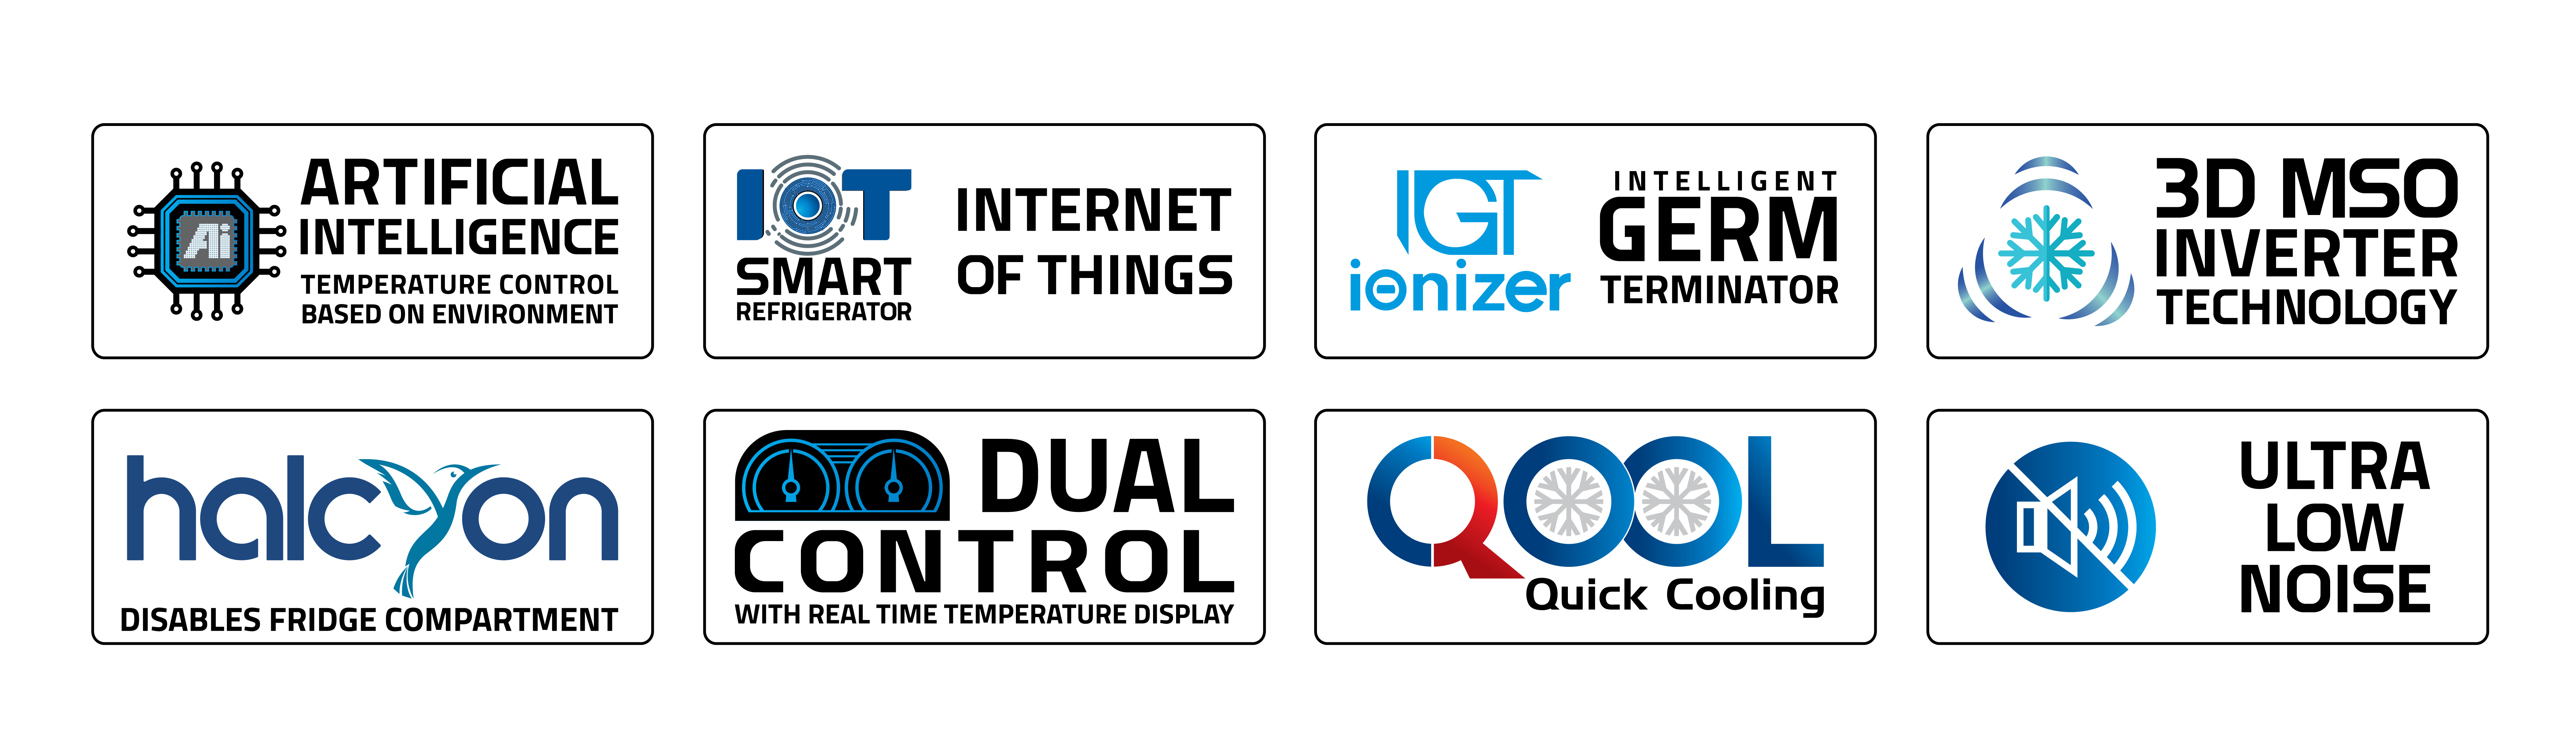 Ai
ARTIFICIAL
INTELLIGENCE
TEMPERATURE CONTROL
BASED ON ENVIRONMENT
IOT
SMART
REFRIGERATOR
INTERNET
OF THINGS
IGT
ionizer
INTELLIGENT
GERM
TERMINATOR
3D MSO
INVERTER
TECHNOLOGY
halcyon
DISABLES FRIDGE COMPARTMENT
DUAL
CONTROL
WITH REAL TIME TEMPERATURE DISPLAY
QOOL
Quick Cooling
ULTRA
LOW
NOISE